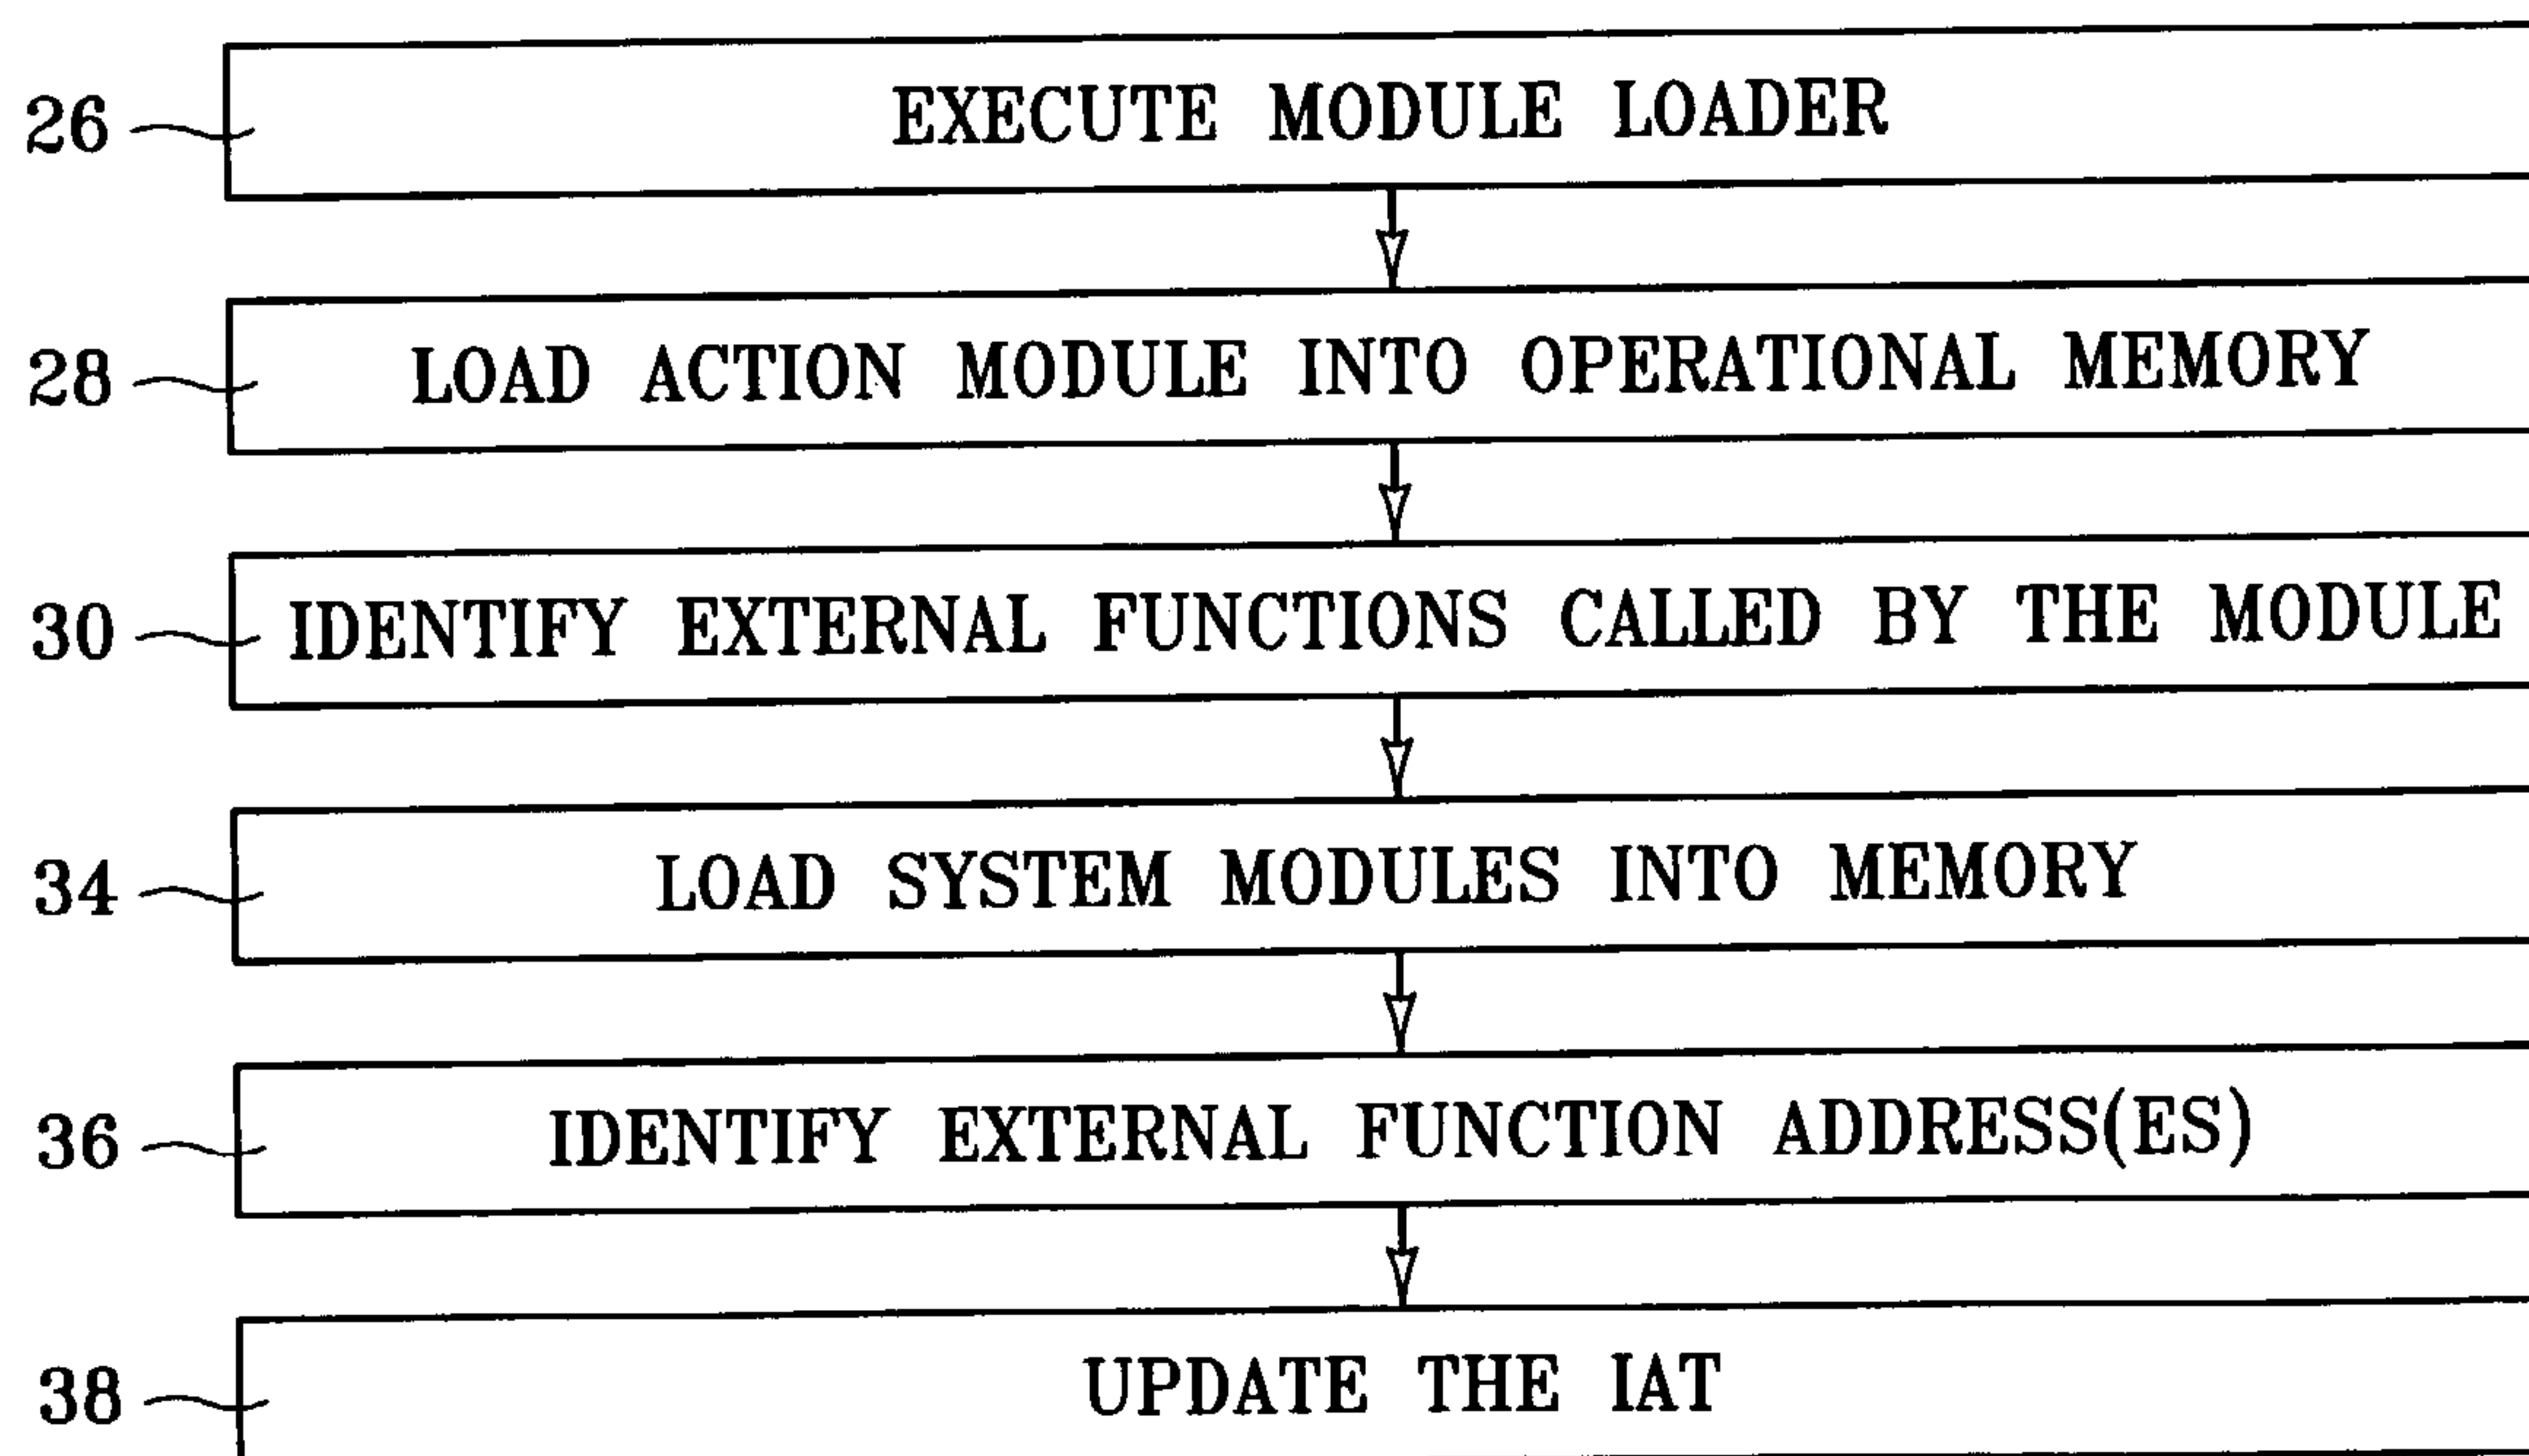 26 EXECUTE MODULE LOADER
28 LOAD ACTION MODULE INTO OPERATIONAL MEMORY
30 IDENTIFY EXTERNAL FUNCTIONS CALLED BY THE MODULE
34 LOAD SYSTEM MODULES INTO MEMORY
36 IDENTIFY EXTERNAL FUNCTION ADDRESS(ES)
38 UPDATE THE IAT